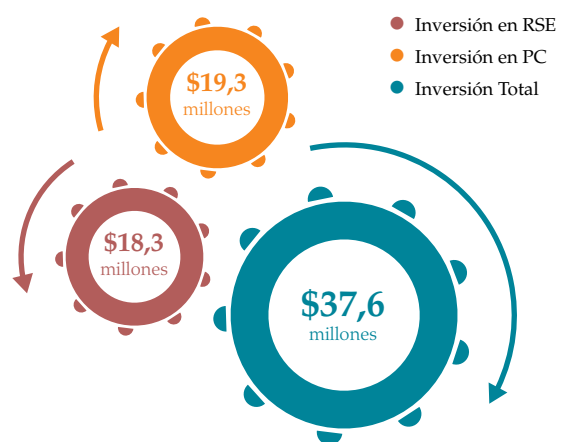 Inversión en RSE
Inversión en PC
Inversión Total
$19,3
millones
$18,3
millones
$37,6
millones